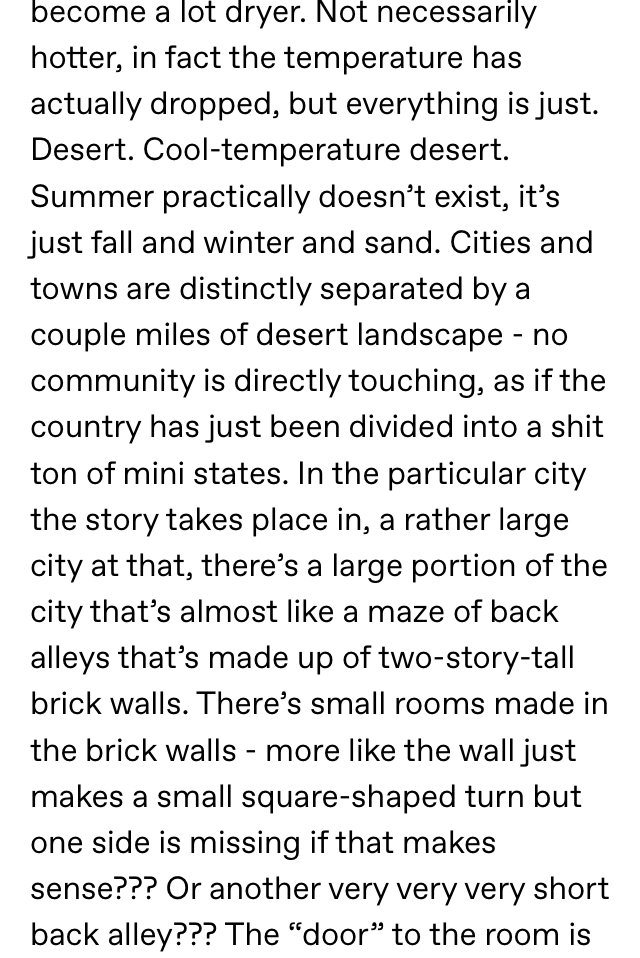 become a lot dryer. Not necessarily
hotter, in fact the temperature has
actually dropped, but everything is just.
Desert. Cool-temperature desert.
Summer practically doesn’t exist, it’s
just fall and winter and sand. Cities and
towns are distinctly separated by a
couple miles of desert landscape - no
community is directly touching, as if the
country has just been divided into a shit
ton of mini states. In the particular city
the story takes place in, a rather large
city at that, there’s a large portion of the
city that’s almost like a maze of back
alleys that’s made up of two-story-tall
brick walls. There’s small rooms made in
the brick walls - more like the wall just
makes a small square-shaped turn but
one side is missing if that makes
sense??? Or another very very very short
back alley??? The “door” to the room is